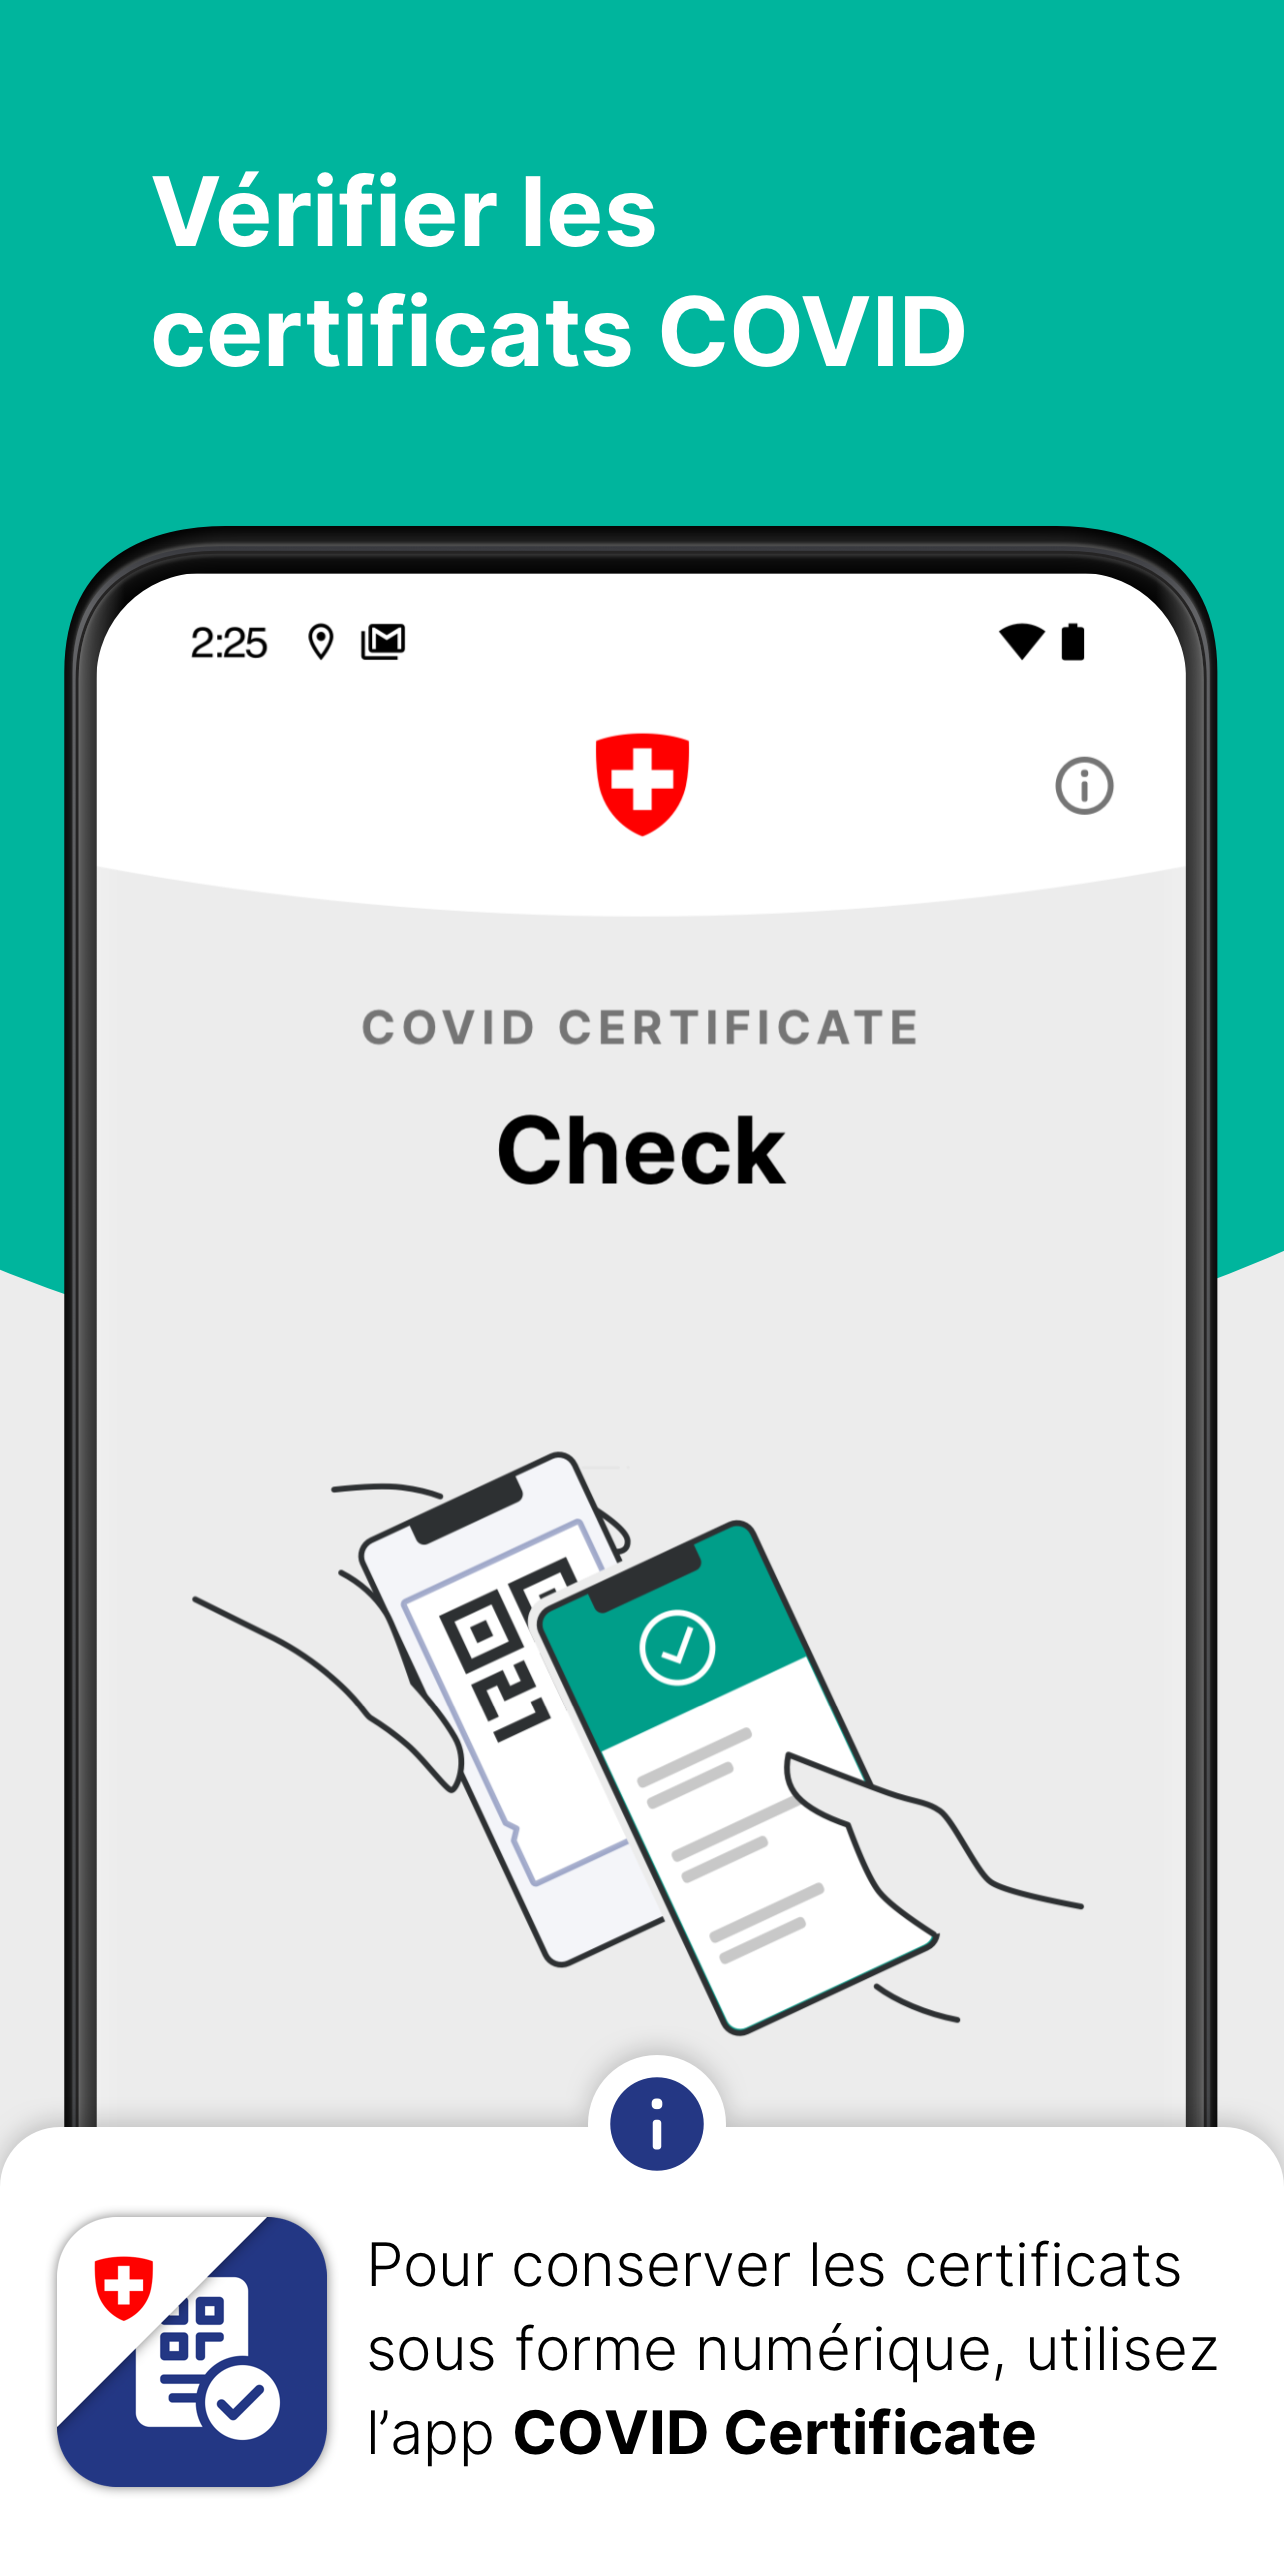 Vérifier les
certificats COVID
2:25
COVID CERTIFICATE
Check
Pour conserver les certificats
sous forme numérique, utilisez
l’app COVID Certificate